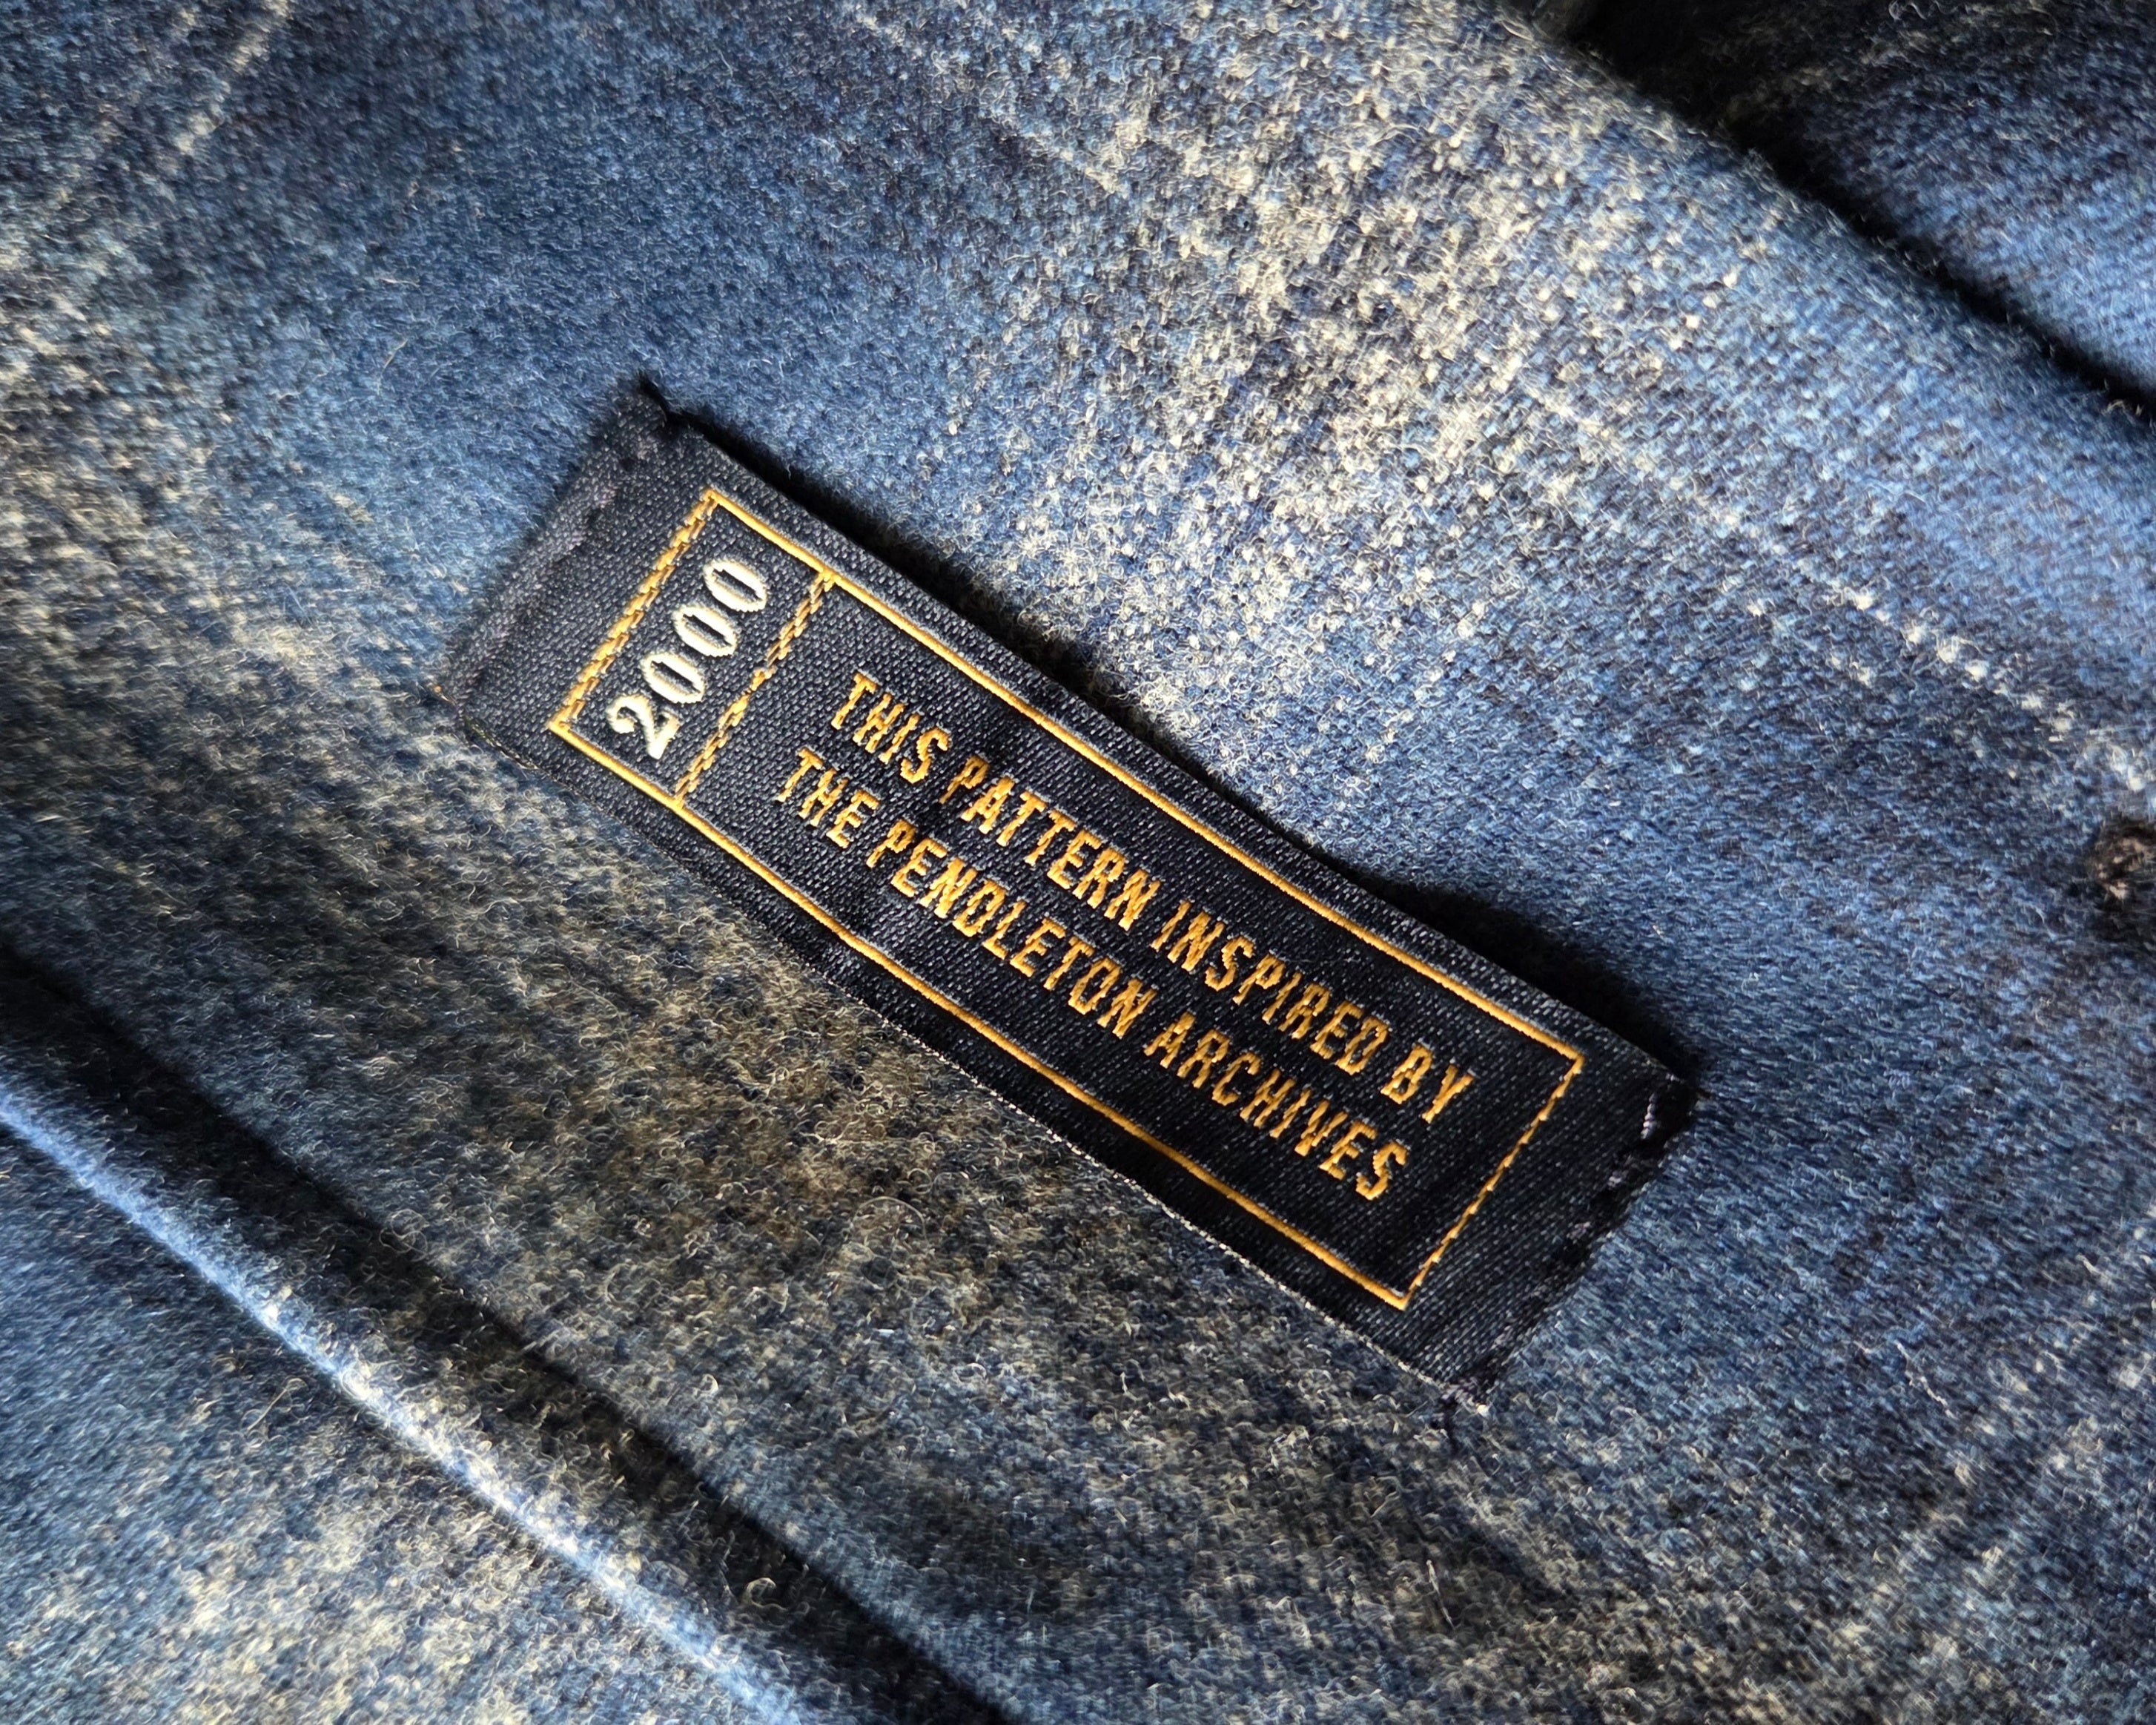 2000
THIS PATTERN INSPIRED BY
THE PENDLETON ARCHIVES